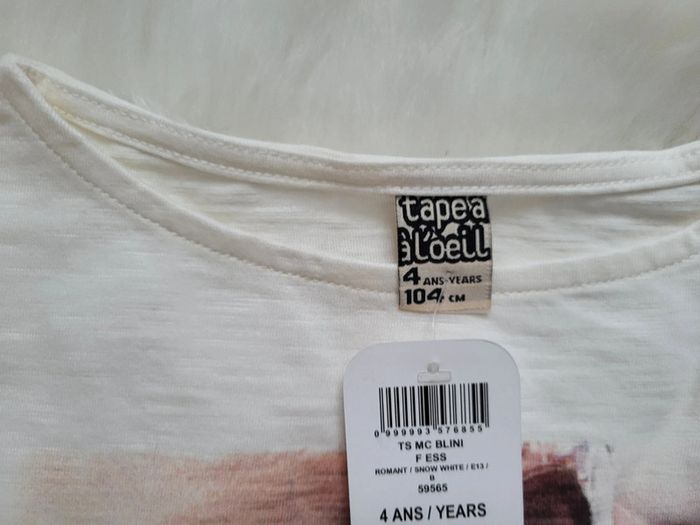 tape à
à l'oeil
4 ANS-YEARS
104 CM
0 999993 576855
TS MC BLINI
F ESS
ROMANT / SNOW WHITE / E13 /
B
59565
4 ANS / YEARS